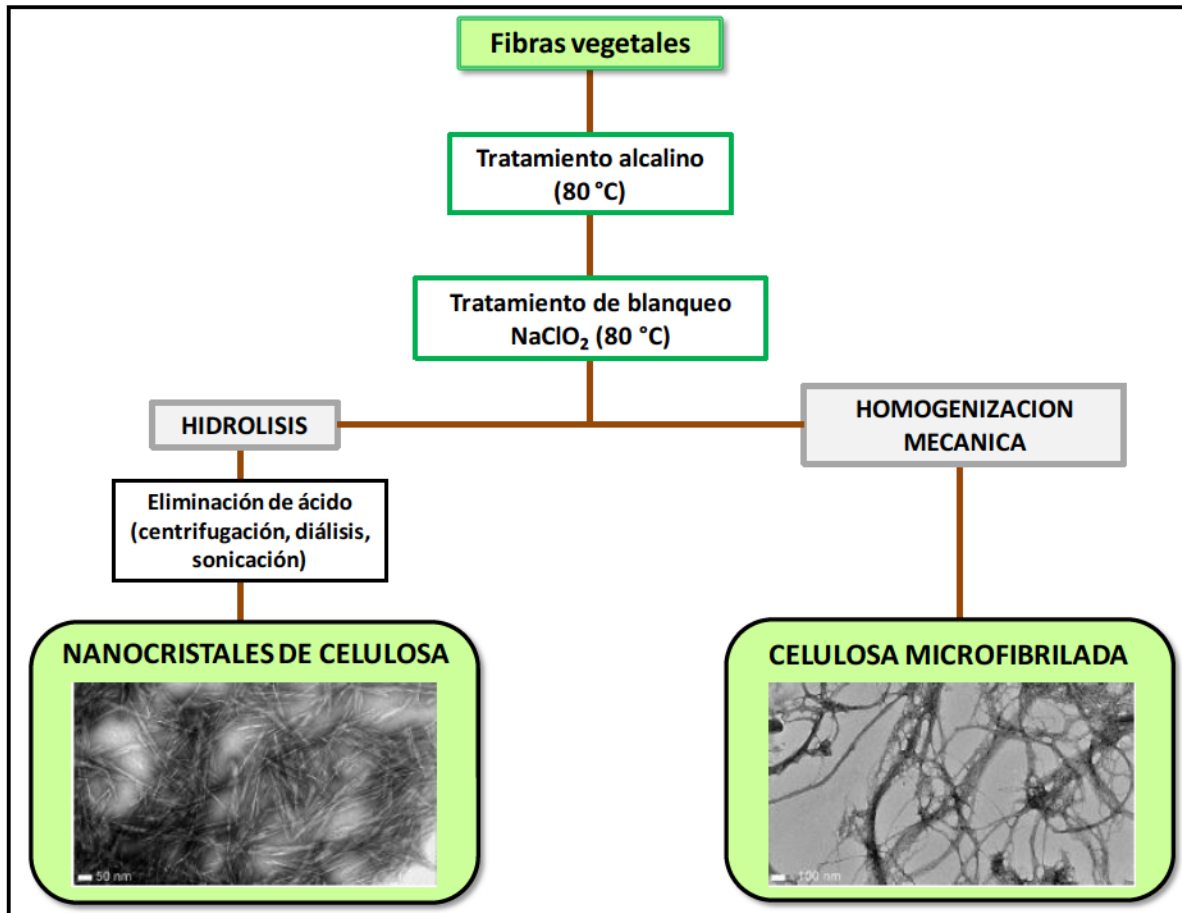 Fibras vegetales
Tratamiento alcalino
(80 °C)
Tratamiento de blanqueo
NaClO₂ (80 °C)
HIDROLISIS
HOMOGENIZACION
MECANICA
Eliminación de ácido
(centrifugación, diálisis,
sonicación)
NANOCRISTALES DE CELULOSA
50 nm
CELULOSA MICROFIBRILADA
100 nm